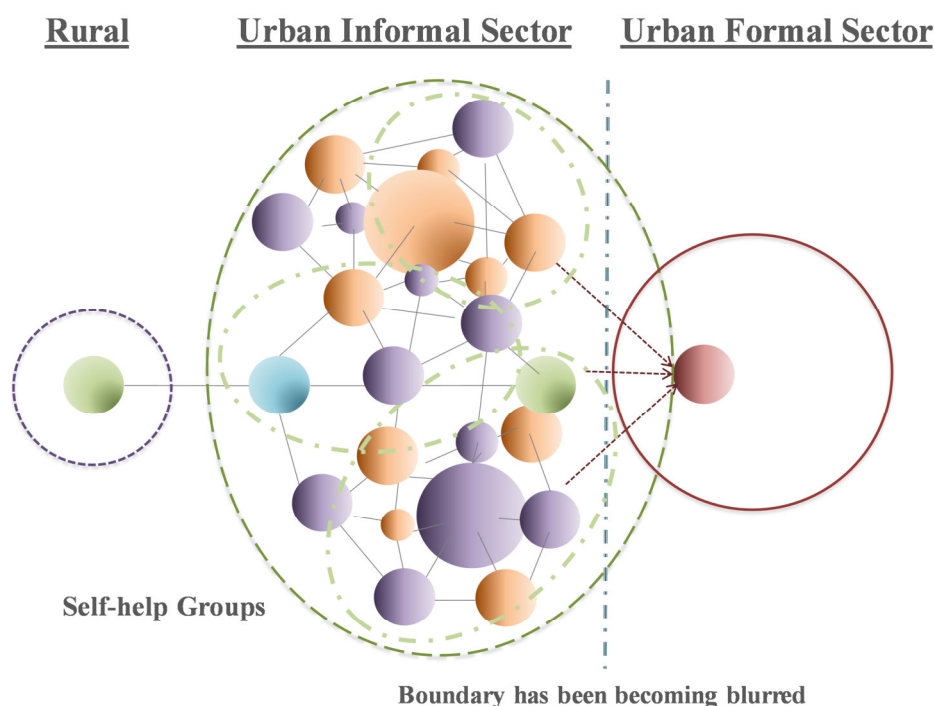 Rural
Urban Informal Sector
Urban Formal Sector
Self-help Groups
Boundary has been becoming blurred